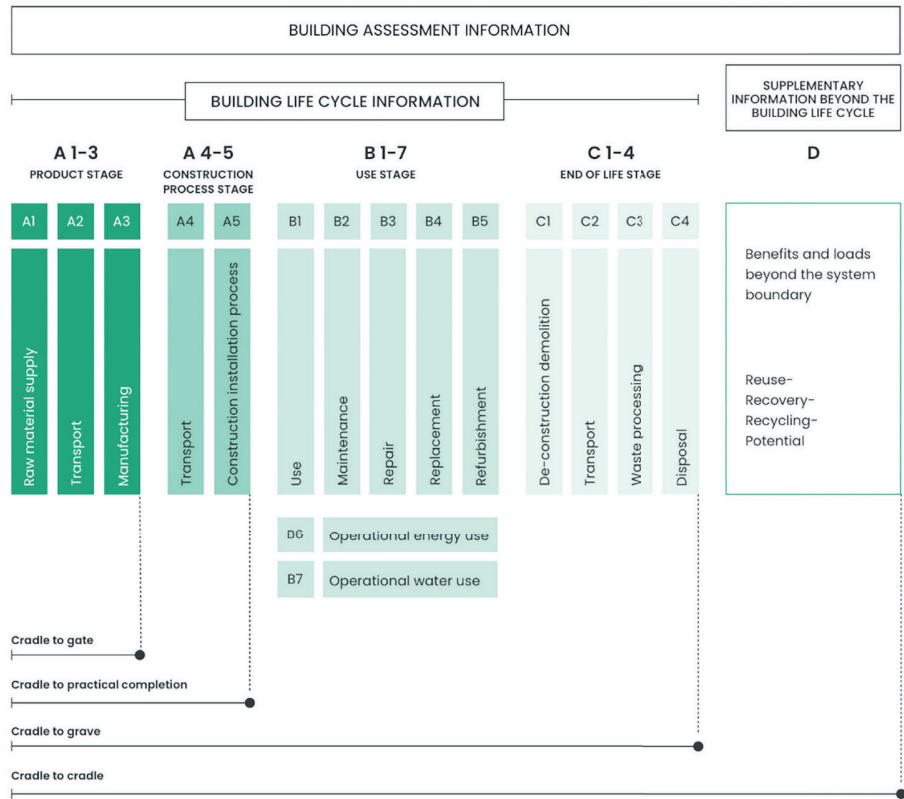 BUILDING ASSESSMENT INFORMATION
BUILDING LIFE CYCLE INFORMATION
SUPPLEMENTARY
INFORMATION BEYOND THE
BUILDING LIFE CYCLE
A 1-3
PRODUCT STAGE
A 4-5
CONSTRUCTION
PROCESS STAGE
B 1-7
USE STAGE
C 1-4
END OF LIFE STAGE
D
A1
A2
A3
A4
A5
B1
B2
B3
B4
B5
C1
C2
C3
C4
Raw material supply
Transport
Manufacturing
Transport
Construction installation process
Use
Maintenance
Repair
Replacement
Refurbishment
De-construction demolition
Transport
Waste processing
Disposal
Benefits and loads
beyond the system
boundary
Reuse-
Recovery-
Recycling-
Potential
B6
Operational energy use
B7
Operational water use
Cradle to gate
Cradle to practical completion
Cradle to grave
Cradle to cradle